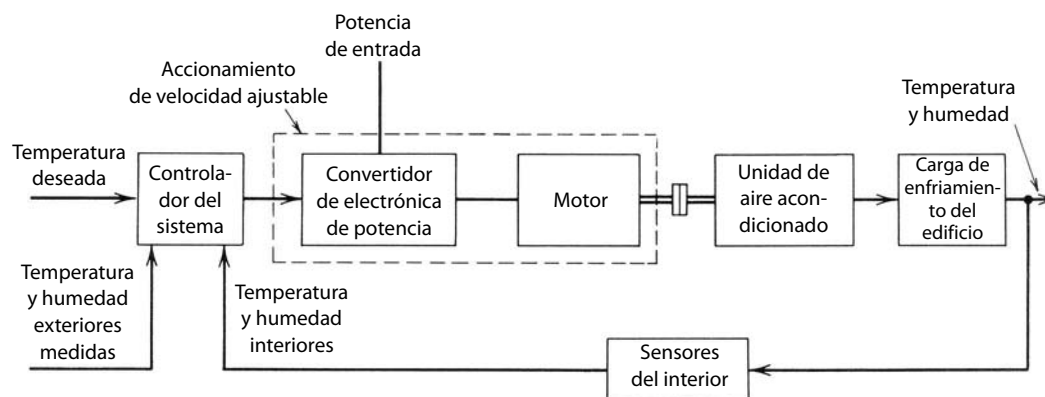 Potencia
de entrada
Accionamiento
de velocidad ajustable
Temperatura
y humedad
Temperatura
deseada
Controla-
dor del
sistema
Convertidor
de electrónica
de potencia
Motor
Unidad de
aire acon-
dicionado
Carga de
enfriamien-
to del
edificio
Temperatura
y humedad
exteriores
medidas
Temperatura
y humedad
interiores
Sensores
del interior